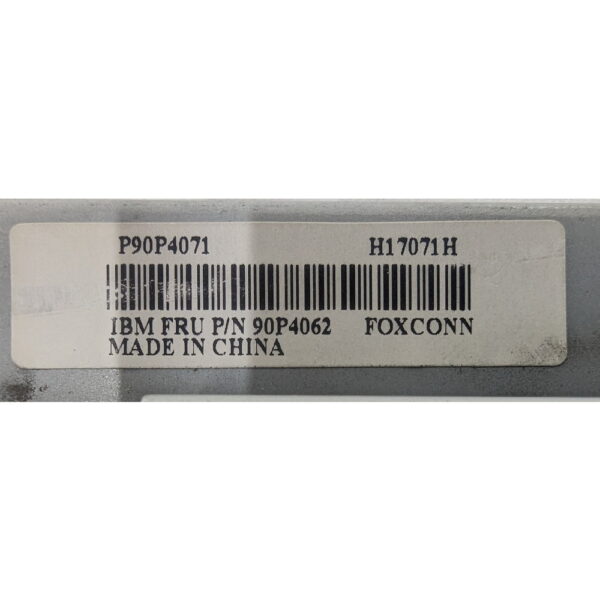 P90P4071 H17071H
IBM FRU P/N 90P4062 FOXCONN
MADE IN CHINA